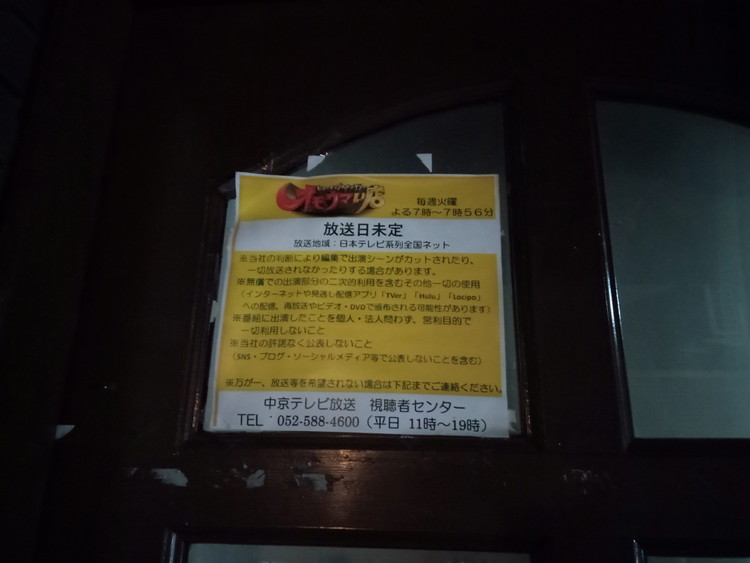 オモウマい店
毎週火曜
よる7時～7時56分
放送日未定
放送地域：日本テレビ系列全国ネット
※当社の判断により編集で出演シーンがカットされたり、
一切放送されなかったりする場合があります。
※無償での出演部分の二次的利用を含むその他一切の使用
（インターネットや見逃し配信アプリ「TVer」「Hulu」「Locipo」
への配信、再放送やビデオ・DVDで頒布される可能性があります）
※番組に出演したことを個人・法人問わず、営利目的で
一切利用しないこと
※当社の許諾なく公表しないこと
（SNS・ブログ・ソーシャルメディア等で公表しないことを含む）
※万が一、放送等を希望されない場合は下記までご連絡ください。
中京テレビ放送　視聴者センター
TEL：052-588-4600（平日 11時～19時）